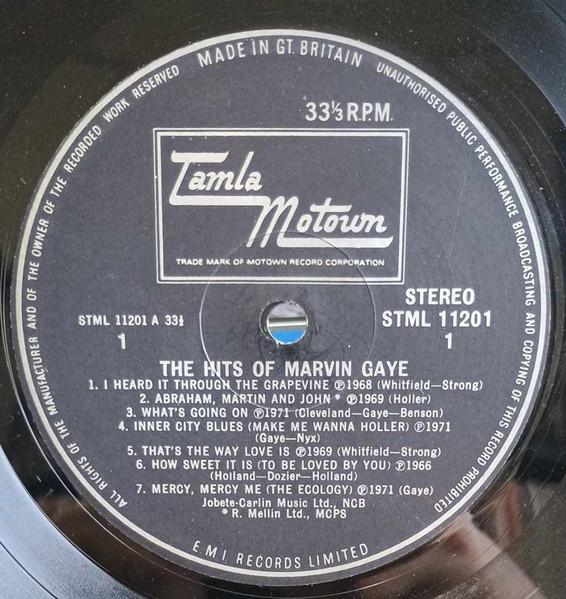 MADE IN GT. BRITAIN
UNAUTHORISED PUBLIC PERFORMANCE BROADCASTING AND COPYING OF THIS RECORD PROHIBITED
ALL RIGHTS OF THE MANUFACTURER AND OF THE OWNER OF THE RECORDED WORK RESERVED
33⅓ R.P.M.
Tamla
Motown
TRADE MARK OF MOTOWN RECORD CORPORATION
STEREO
STML 11201 A 33⅓
STML 11201
1
1
THE HITS OF MARVIN GAYE
1. I HEARD IT THROUGH THE GRAPEVINE ℗1968 (Whitfield—Strong)
2. ABRAHAM, MARTIN AND JOHN * ℗1969 (Holler)
3. WHAT'S GOING ON ℗1971 (Cleveland—Gaye—Benson)
4. INNER CITY BLUES (MAKE ME WANNA HOLLER) ℗1971
(Gaye—Nyx)
5. THAT'S THE WAY LOVE IS ℗1969 (Whitfield—Strong)
6. HOW SWEET IT IS (TO BE LOVED BY YOU) ℗1966
(Holland—Dozier—Holland)
7. MERCY, MERCY ME (THE ECOLOGY) ℗1971 (Gaye)
Jobete-Carlin Music Ltd., NCB
* R. Mellin Ltd., MCPS
E.M.I. RECORDS LIMITED